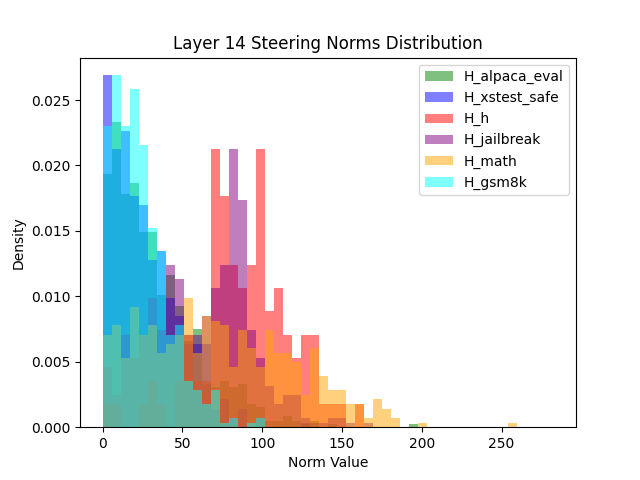 Layer 14 Steering Norms Distribution
H_alpaca_eval
H_xstest_safe
H_h
H_jailbreak
H_math
H_gsm8k
0.025
0.020
0.015
0.010
0.005
0.000
Density
0 50 100 150 200 250
Norm Value